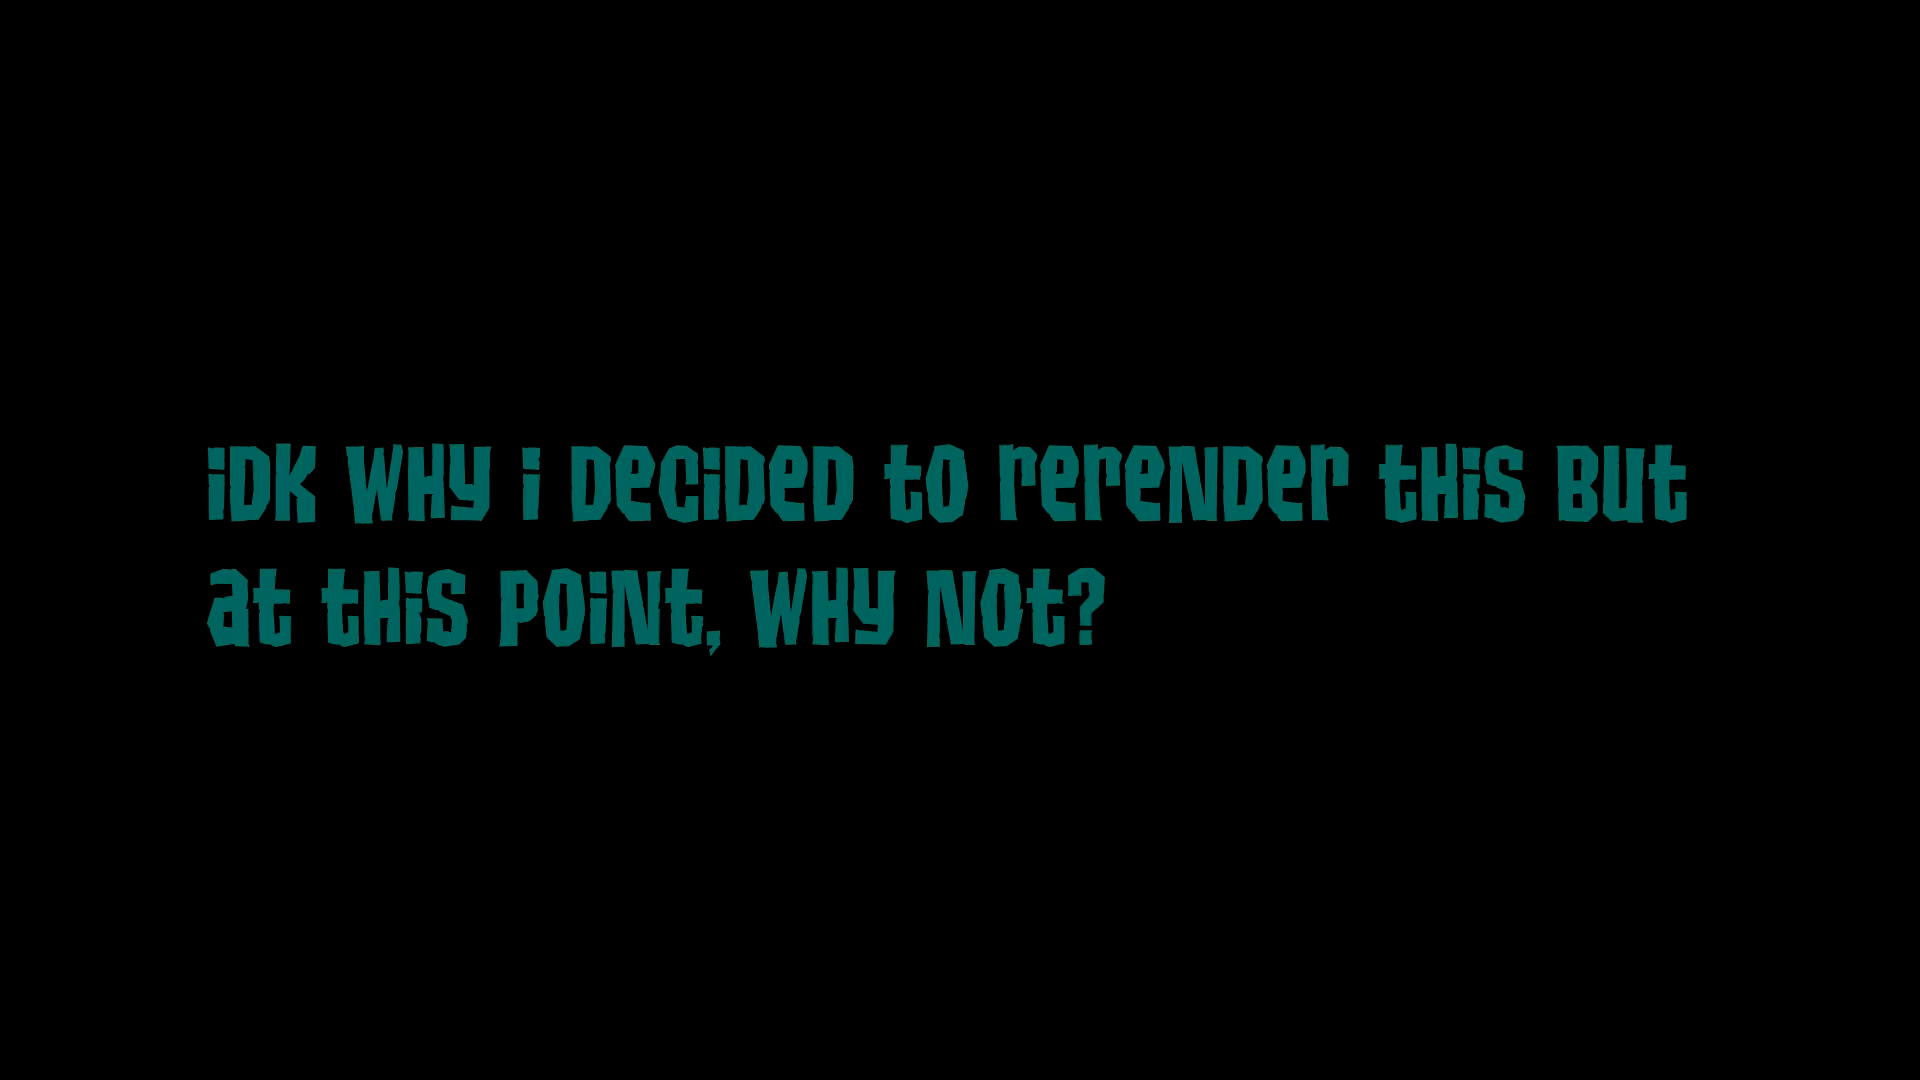 iDK WHY i DeCiDeD tO rerenDer tHiS BUt
at tHiS POiNt, WHY NOt?